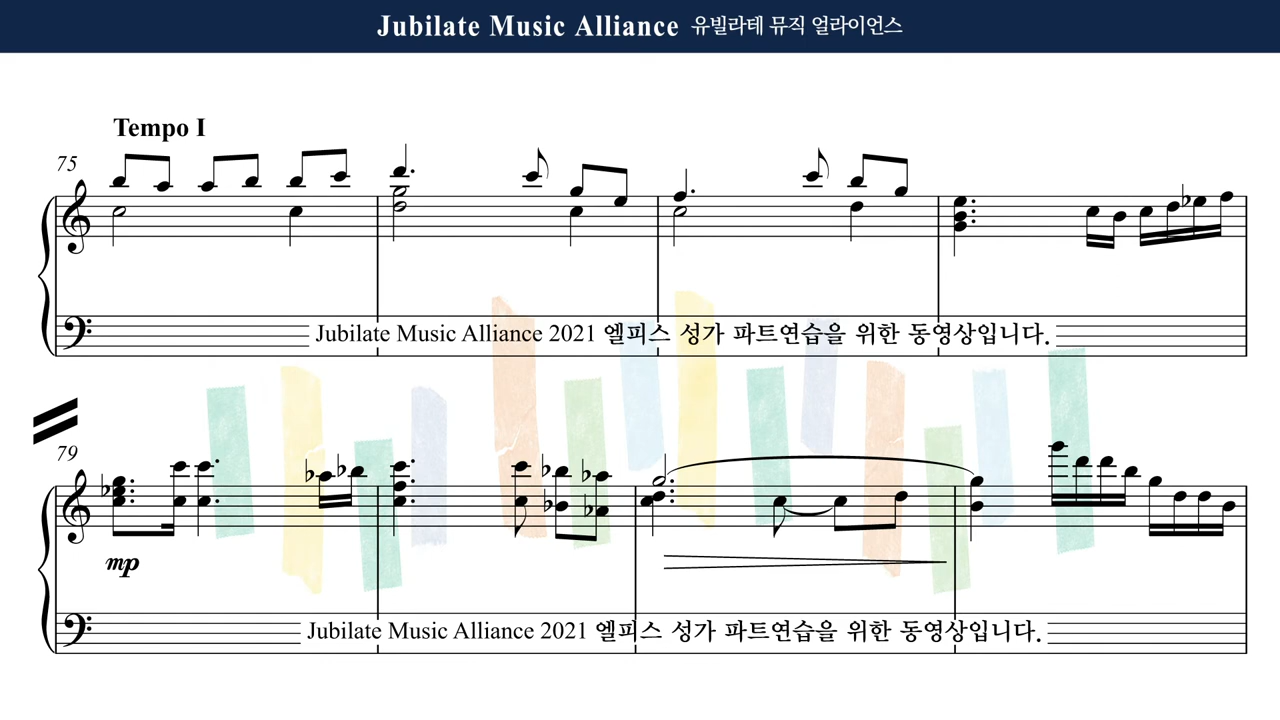 Jubilate Music Alliance 유빌라테 뮤직 얼라이언스
Tempo I
75
Jubilate Music Alliance 2021 엘피스 성가 파트연습을 위한 동영상입니다.
79
mp
Jubilate Music Alliance 2021 엘피스 성가 파트연습을 위한 동영상입니다.